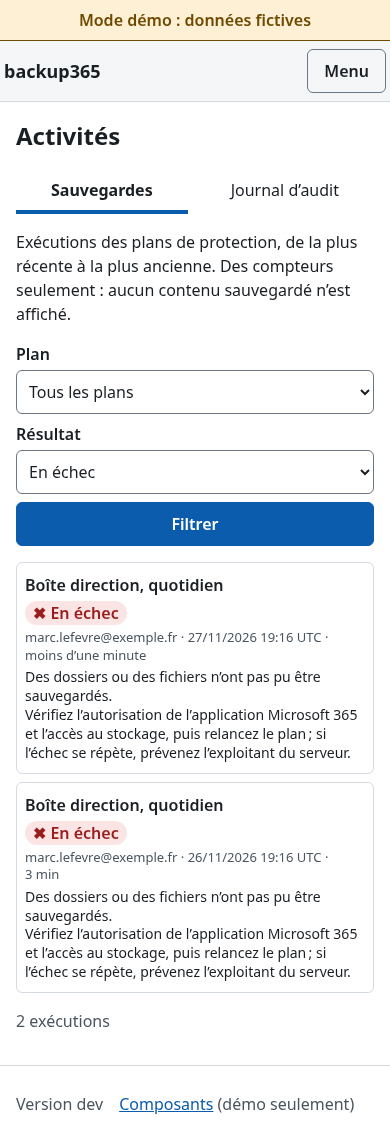 Mode démo : données fictives
backup365
Menu
Activités
Sauvegardes
Journal d’audit
Exécutions des plans de protection, de la plus
récente à la plus ancienne. Des compteurs
seulement : aucun contenu sauvegardé n’est
affiché.
Plan
Tous les plans
Résultat
En échec
Filtrer
Boîte direction, quotidien
✖ En échec
marc.lefevre@exemple.fr · 27/11/2026 19:16 UTC ·
moins d’une minute
Des dossiers ou des fichiers n’ont pas pu être
sauvegardés.
Vérifiez l’autorisation de l’application Microsoft 365
et l’accès au stockage, puis relancez le plan ; si
l’échec se répète, prévenez l’exploitant du serveur.
Boîte direction, quotidien
✖ En échec
marc.lefevre@exemple.fr · 26/11/2026 19:16 UTC ·
3 min
Des dossiers ou des fichiers n’ont pas pu être
sauvegardés.
Vérifiez l’autorisation de l’application Microsoft 365
et l’accès au stockage, puis relancez le plan ; si
l’échec se répète, prévenez l’exploitant du serveur.
2 exécutions
Version dev Composants (démo seulement)